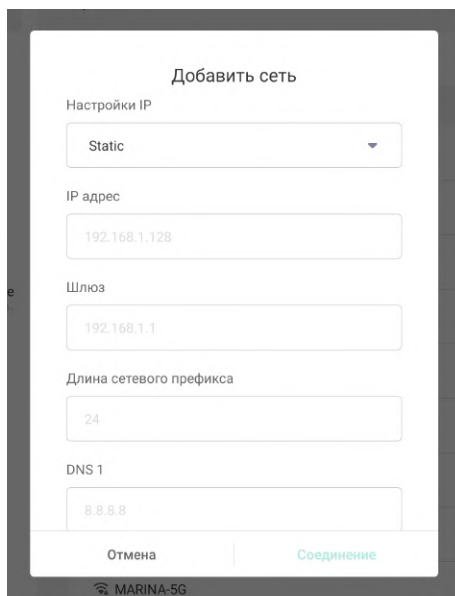 Добавить сеть
Настройки IP
Static
IP адрес
192.168.1.128
Шлюз
192.168.1.1
Длина сетевого префикса
24
DNS 1
8.8.8.8
Отмена
Соединение
MARINA-5G